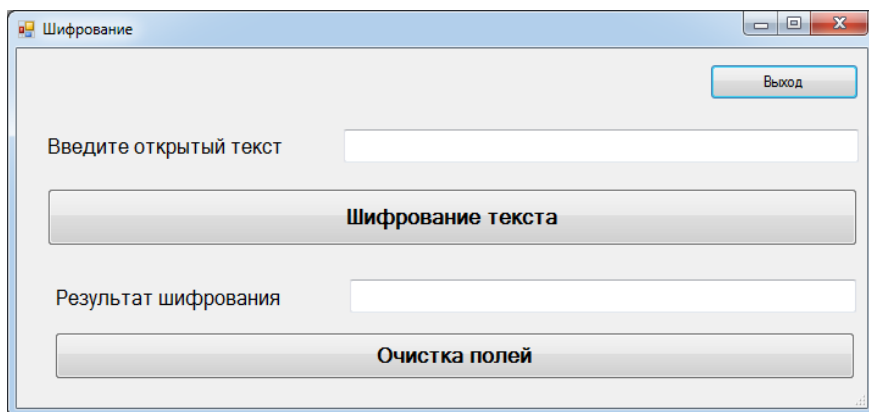 Шифрование
Выход
Введите открытый текст
Шифрование текста
Результат шифрования
Очистка полей